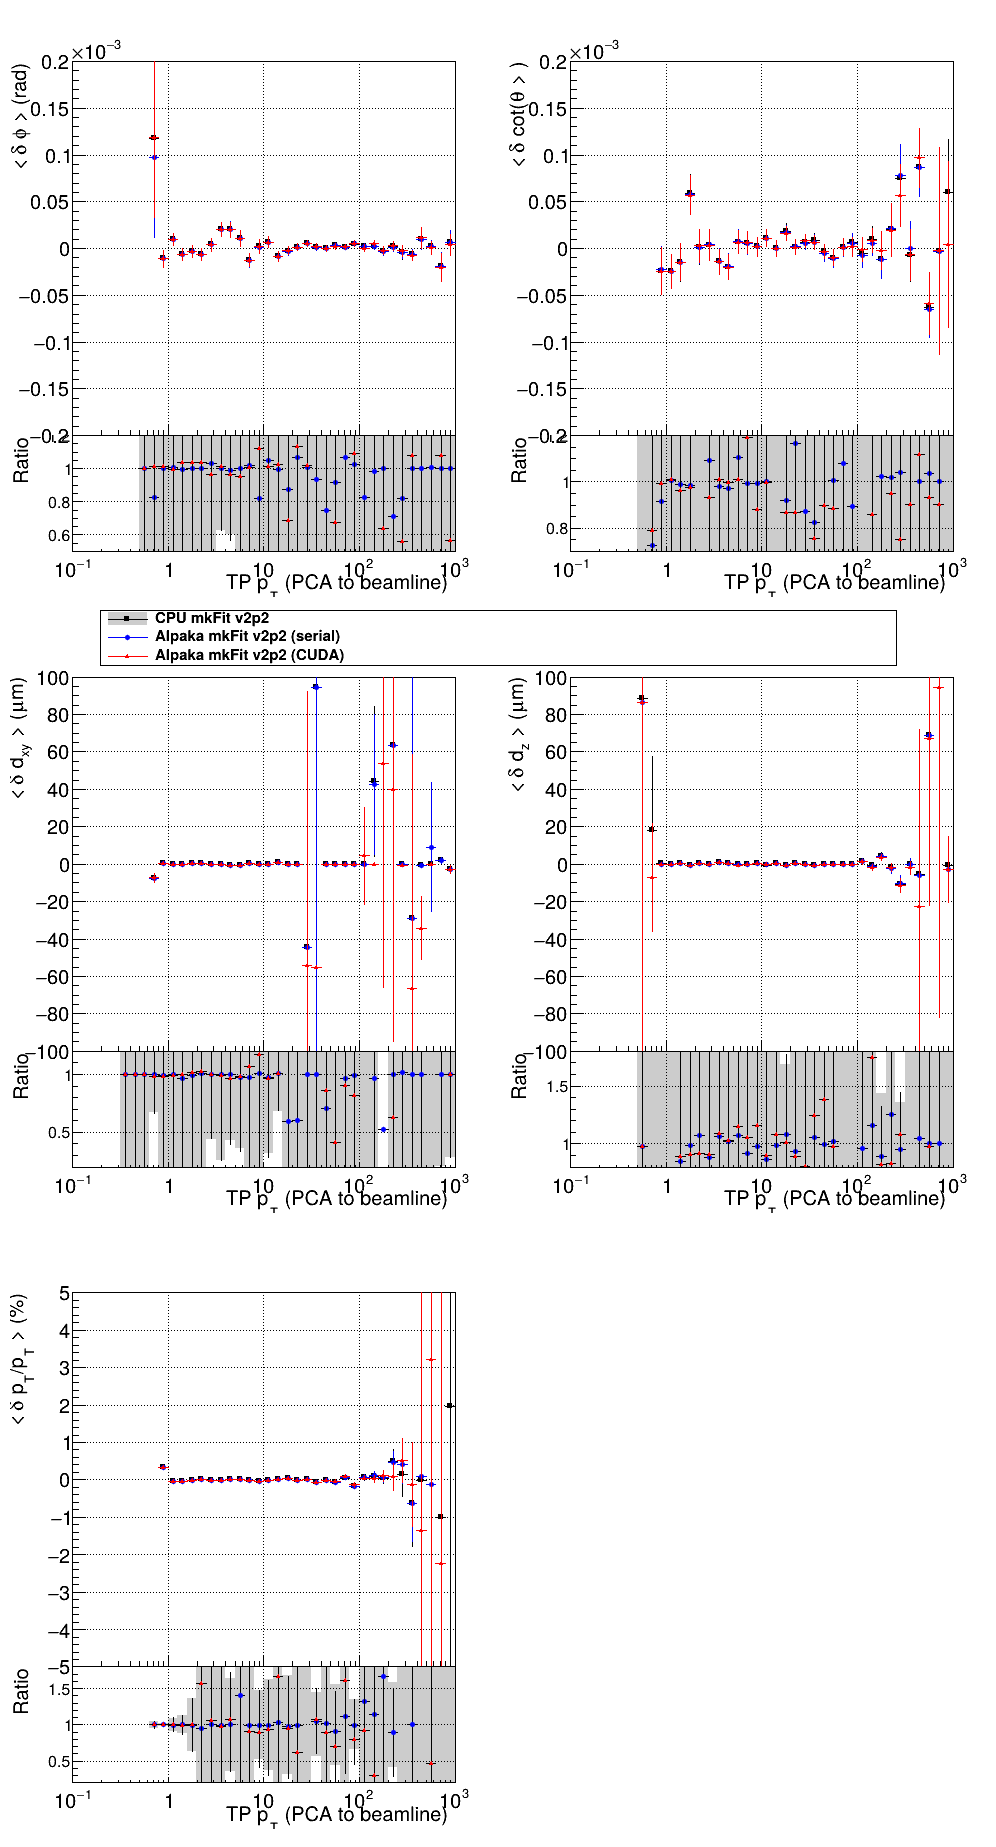 ×10⁻³
< δ φ > (rad)
0.2
0.15
0.1
0.05
0
−0.05
−0.1
−0.15
−0.2
Ratio
1
0.8
0.6
10⁻¹ 1 10 10² 10³
TP p_T (PCA to beamline)
×10⁻³
< δ cot(θ > )
0.2
0.15
0.1
0.05
0
−0.05
−0.1
−0.15
−0.2
Ratio
1
0.8
10⁻¹ 1 10 10² 10³
TP p_T (PCA to beamline)
CPU mkFit v2p2
Alpaka mkFit v2p2 (serial)
Alpaka mkFit v2p2 (CUDA)
< δ d_xy > (μm)
100
80
60
40
20
0
−20
−40
−60
−80
−100
Ratio
1
0.5
10⁻¹ 1 10 10² 10³
TP p_T (PCA to beamline)
< δ d_z > (μm)
100
80
60
40
20
0
−20
−40
−60
−80
−100
Ratio
1.5
1
10⁻¹ 1 10 10² 10³
TP p_T (PCA to beamline)
< δ p_T/p_T > (%)
5
4
3
2
1
0
−1
−2
−3
−4
−5
Ratio
1.5
1
0.5
10⁻¹ 1 10 10² 10³
TP p_T (PCA to beamline)